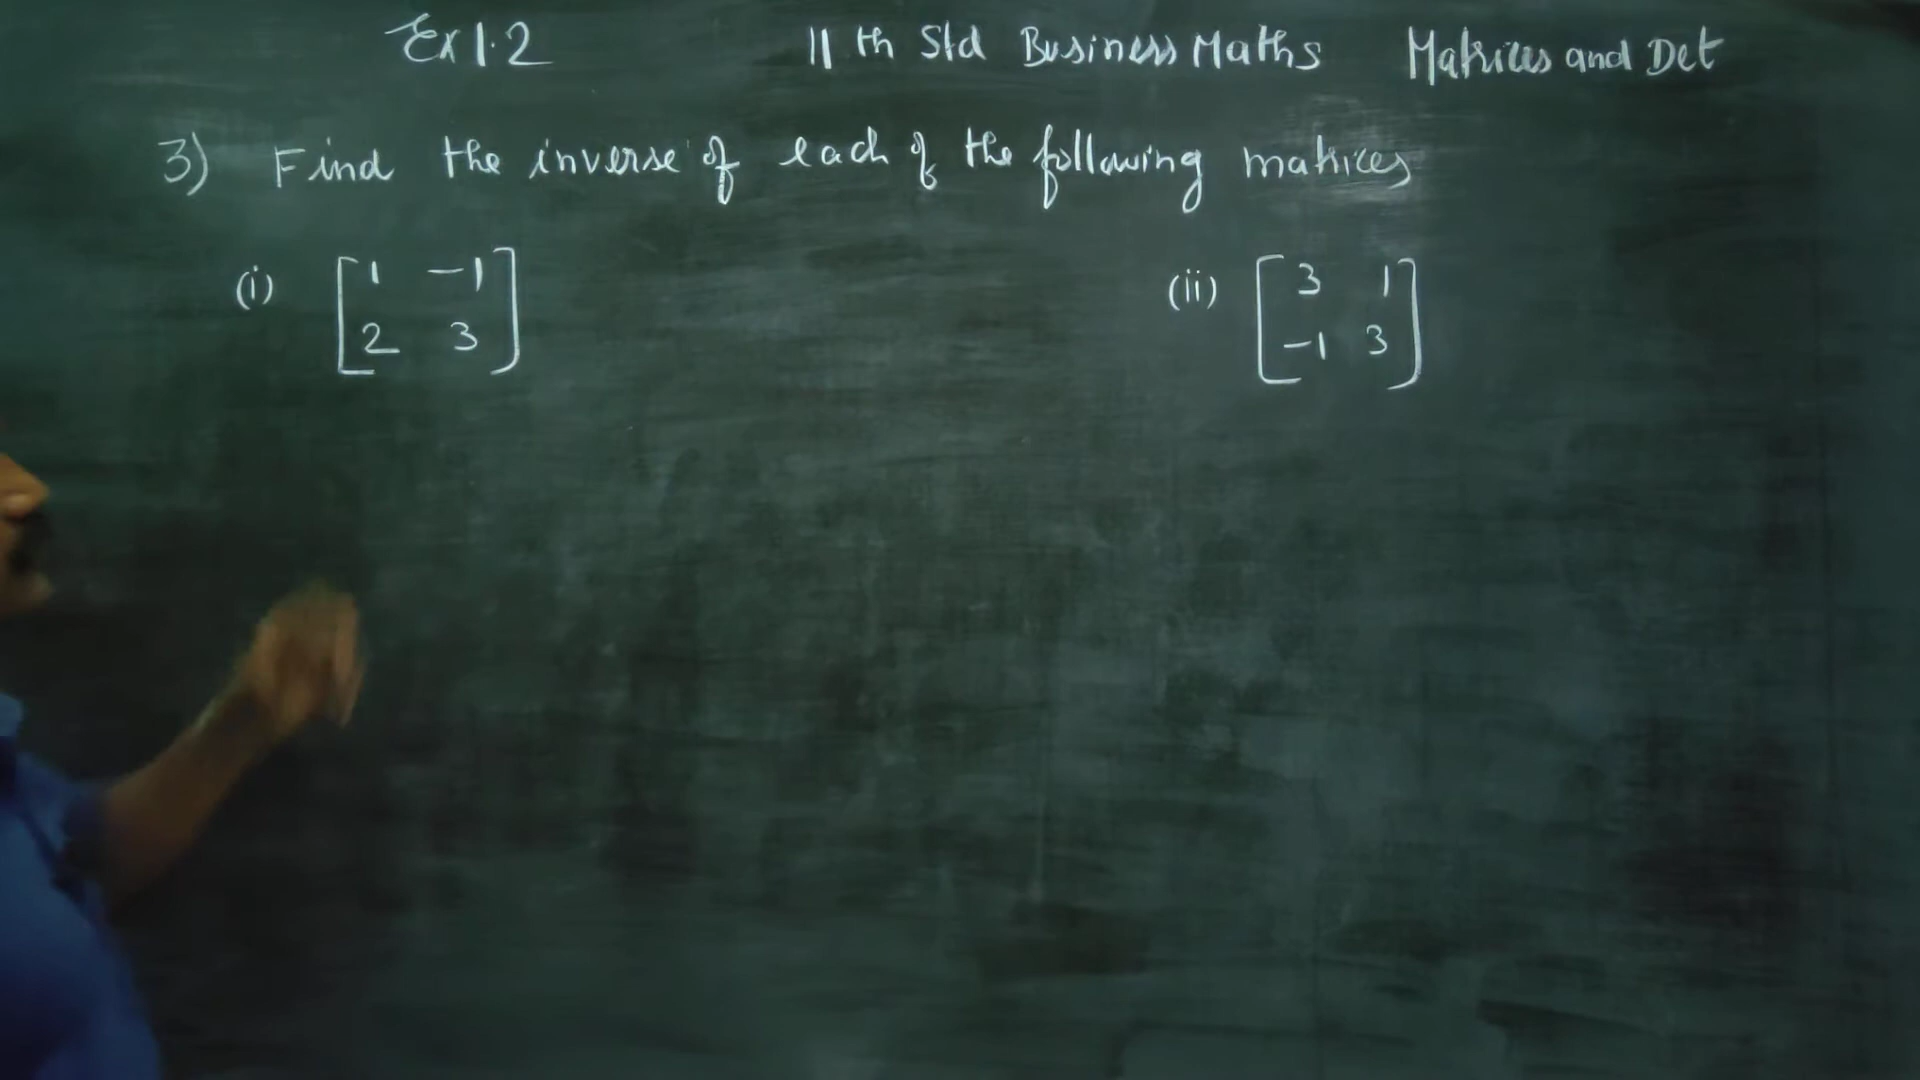 Ex 1.2 11 th Std Business Maths Matrices and Det
3) Find the inverse of each of the following matrices
(i) [1 -1 (ii) [3 1
2 3] -1 3]